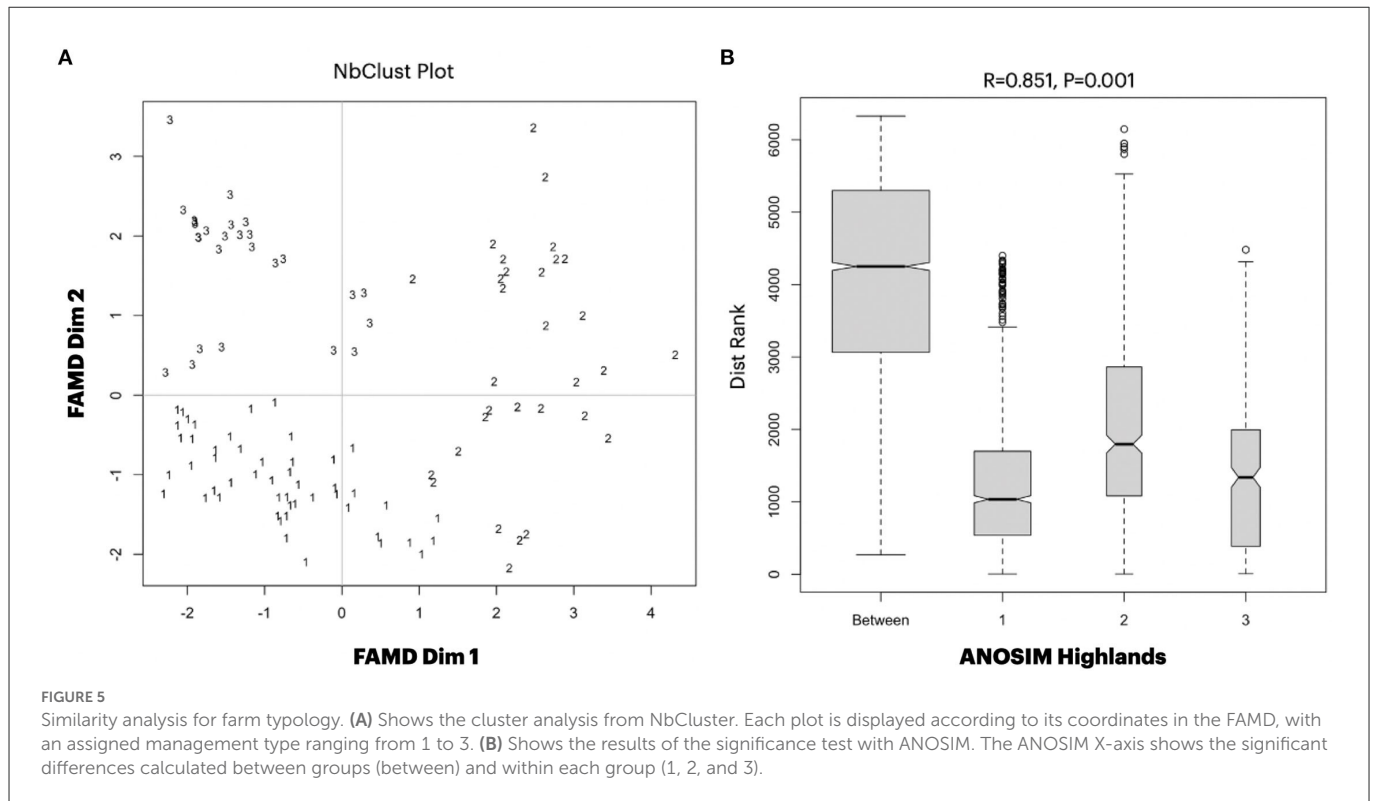 A
NbClust Plot
3
2
1
0
-1
-2
FAMD Dim 2
-2 -1 0 1 2 3 4
FAMD Dim 1
B
R=0.851, P=0.001
6000
5000
4000
3000
2000
1000
0
Dist Rank
Between 1 2 3
ANOSIM Highlands
FIGURE 5
Similarity analysis for farm typology. (A) Shows the cluster analysis from NbCluster. Each plot is displayed according to its coordinates in the FAMD, with
an assigned management type ranging from 1 to 3. (B) Shows the results of the significance test with ANOSIM. The ANOSIM X-axis shows the significant
differences calculated between groups (between) and within each group (1, 2, and 3).